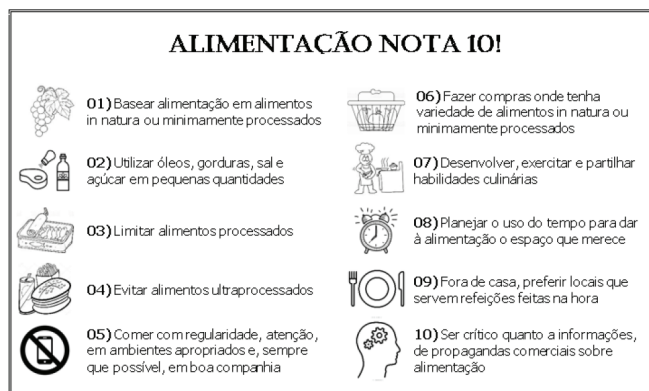 ALIMENTAÇÃO NOTA 10!
01) Basear alimentação em alimentos
in natura ou minimamente processados
02) Utilizar óleos, gorduras, sal e
açúcar em pequenas quantidades
03) Limitar alimentos processados
04) Evitar alimentos ultraprocessados
05) Comer com regularidade, atenção,
em ambientes apropriados e, sempre
que possível, em boa companhia
06) Fazer compras onde tenha
variedade de alimentos in natura ou
minimamente processados
07) Desenvolver, exercitar e partilhar
habilidades culinárias
08) Planejar o uso do tempo para dar
à alimentação o espaço que merece
09) Fora de casa, preferir locais que
servem refeições feitas na hora
10) Ser crítico quanto a informações,
de propagandas comerciais sobre
alimentação